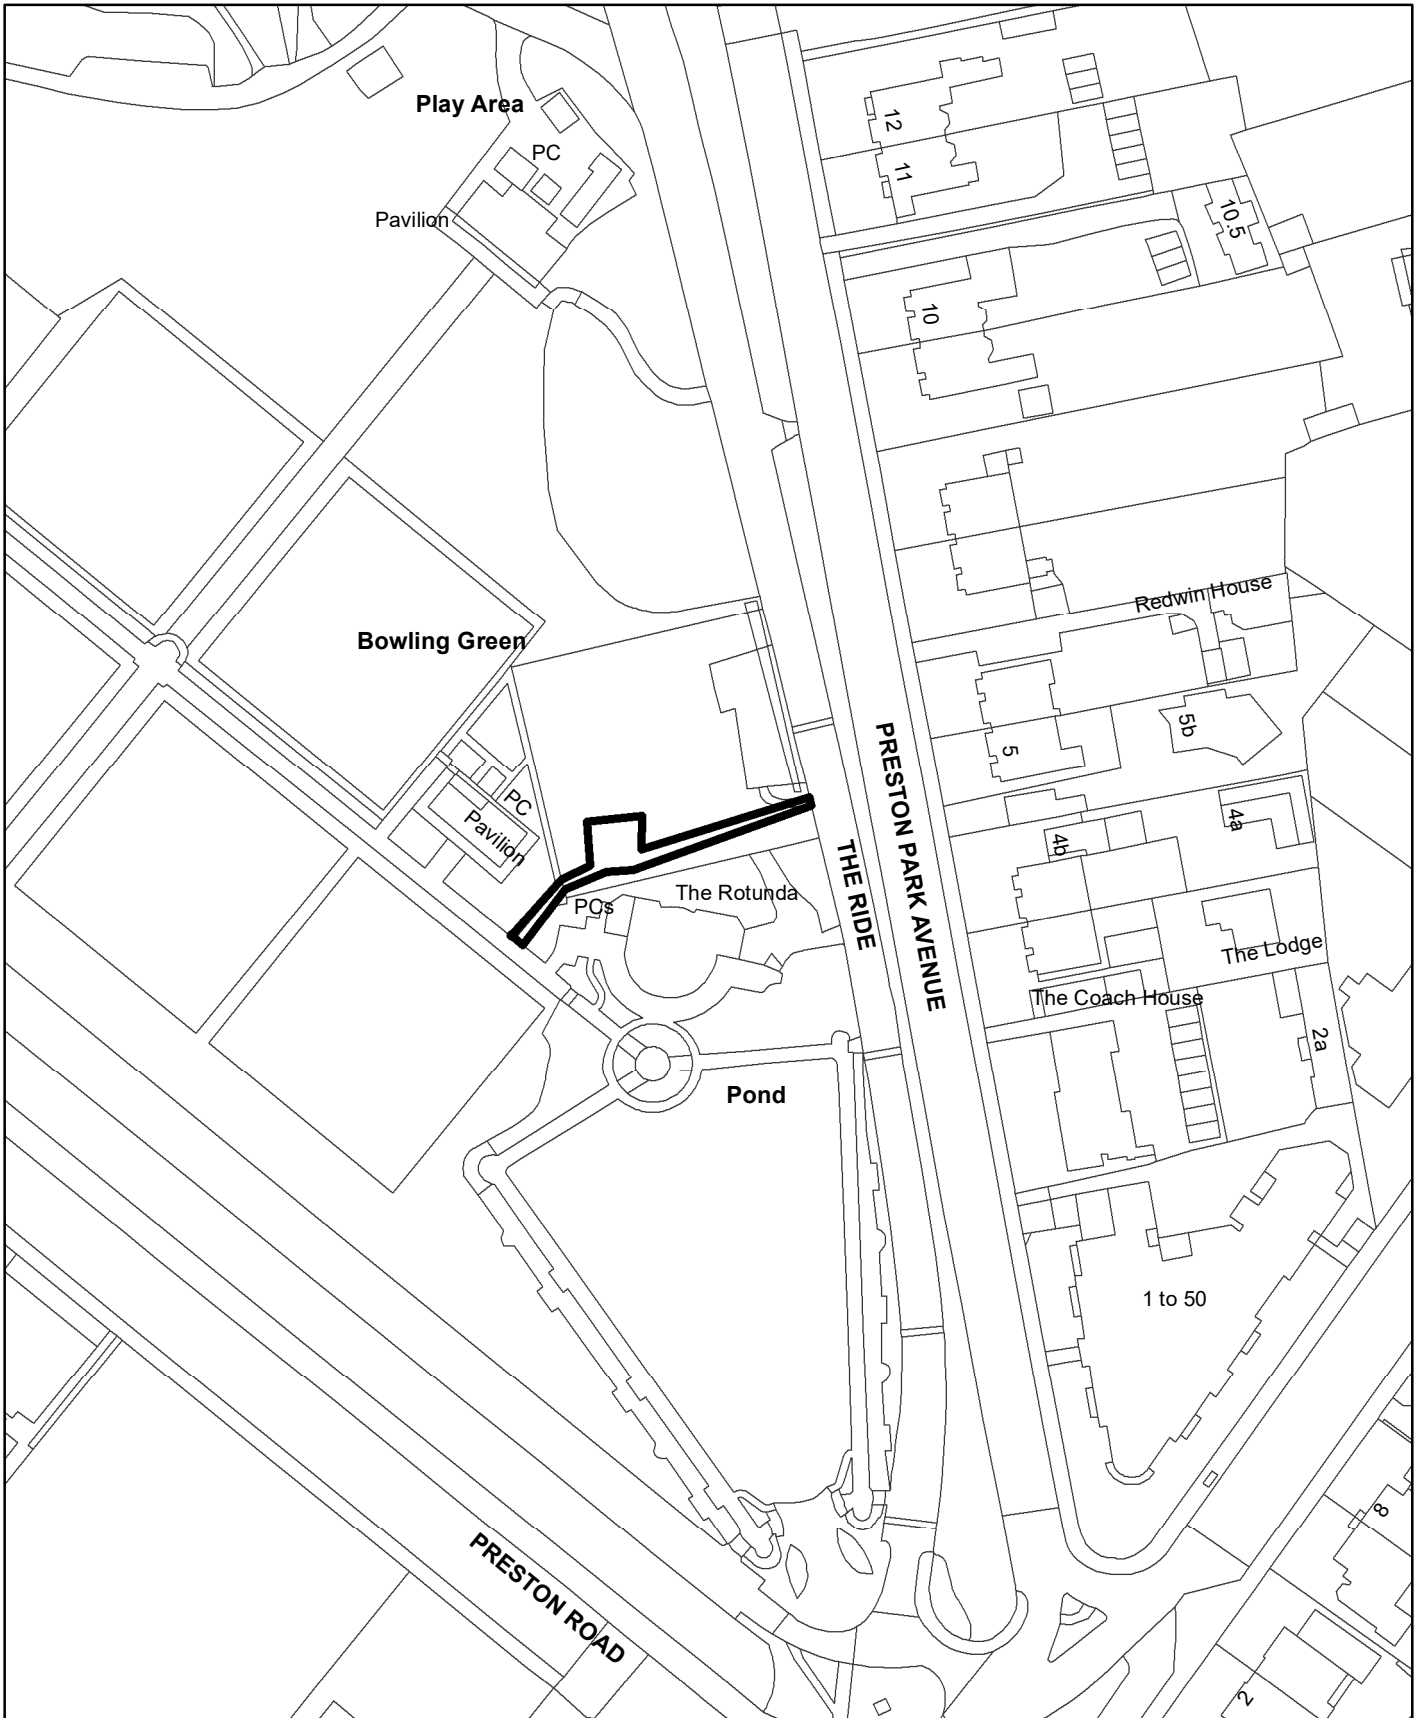 Play Area
PC
Pavilion
12
11
10.5
10
Bowling Green
Redwin House
5b
5
PC
Pavilion
PRESTON PARK AVENUE
THE RIDE
4a
4b
The Rotunda
PCs
The Lodge
The Coach House
2a
Pond
1 to 50
PRESTON ROAD
8
2